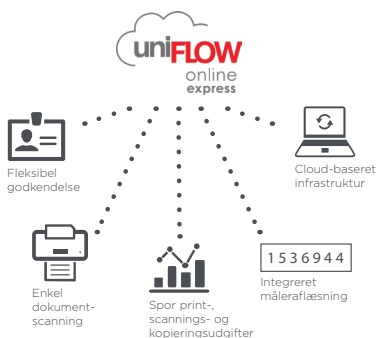 uniFLOW
online
express
Fleksibel
godkendelse
Cloud-baseret
infrastruktur
Enkel
dokument-
scanning
Spor print-,
scannings- og
kopieringsudgifter
1536944
Integreret
måleraflæsning